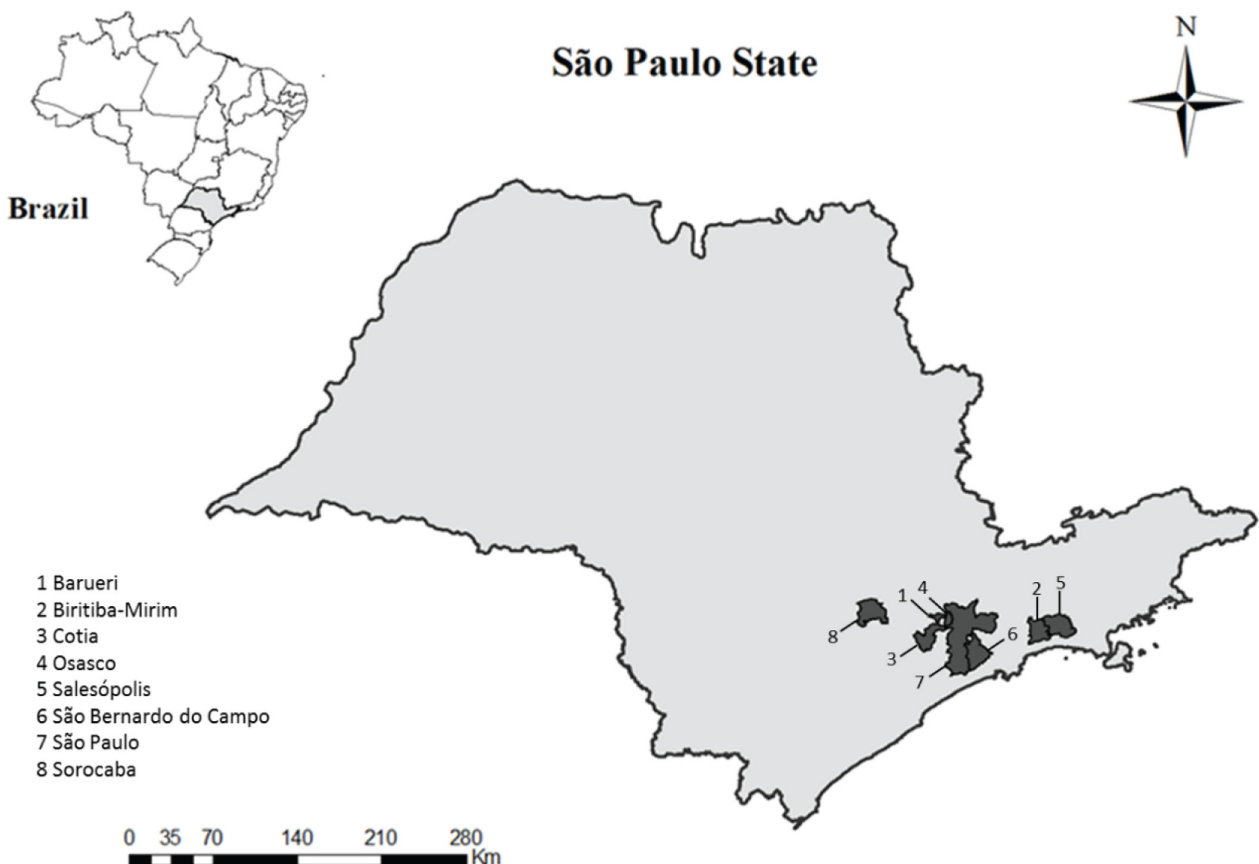 São Paulo State
N
Brazil
1 Barueri
2 Biritiba-Mirim
3 Cotia
4 Osasco
5 Salesópolis
6 São Bernardo do Campo
7 São Paulo
8 Sorocaba
1
4
2
5
8
3
6
7
0 35 70 140 210 280
Km